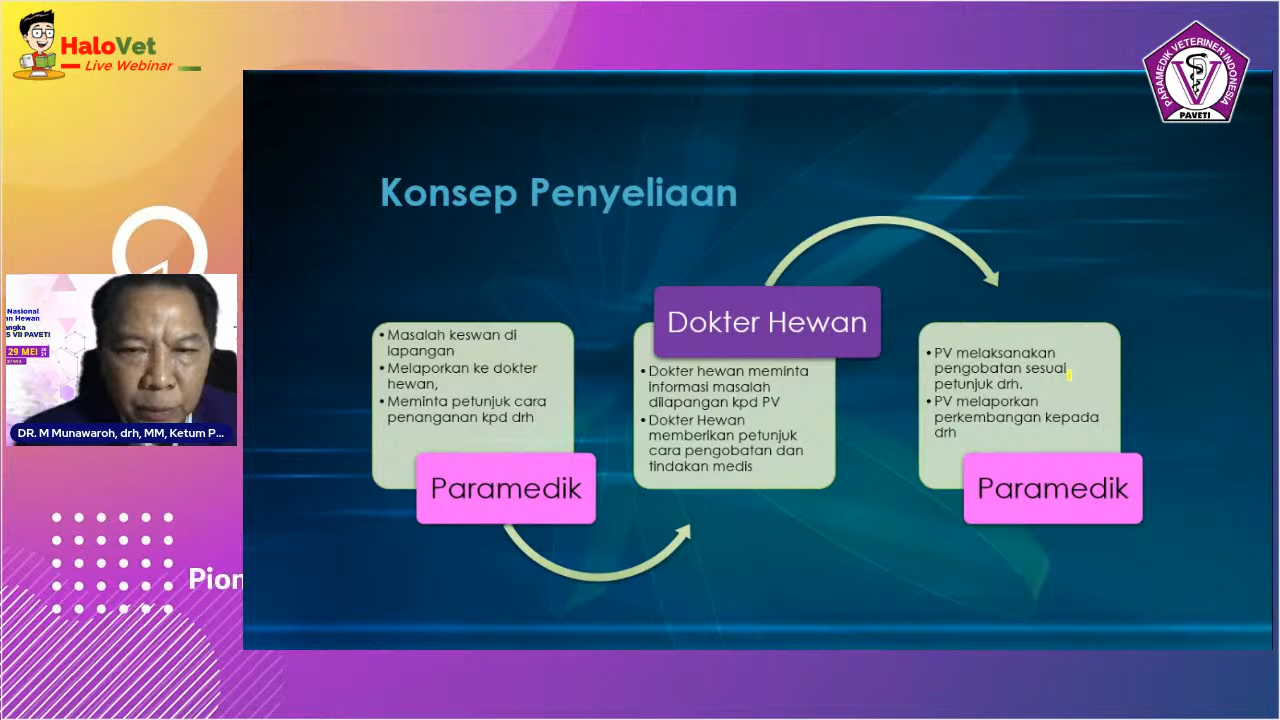 HaloVet
Live Webinar
PARAMEDIK VETERINER INDONESIA
PAVETI
Konsep Penyeliaan
• Masalah keswan di
lapangan
• Melaporkan ke dokter
hewan,
• Meminta petunjuk cara
penanganan kpd drh
Paramedik
Dokter Hewan
• Dokter hewan meminta
informasi masalah
dilapangan kpd PV
• Dokter Hewan
memberikan petunjuk
cara pengobatan dan
tindakan medis
• PV melaksanakan
pengobatan sesuai
petunjuk drh.
• PV melaporkan
perkembangan kepada
drh
Paramedik
Nasional
n Hewan
angka
S VII PAVETI
29 MEI
DR. M Munawaroh, drh, MM, Ketum P...
Pion